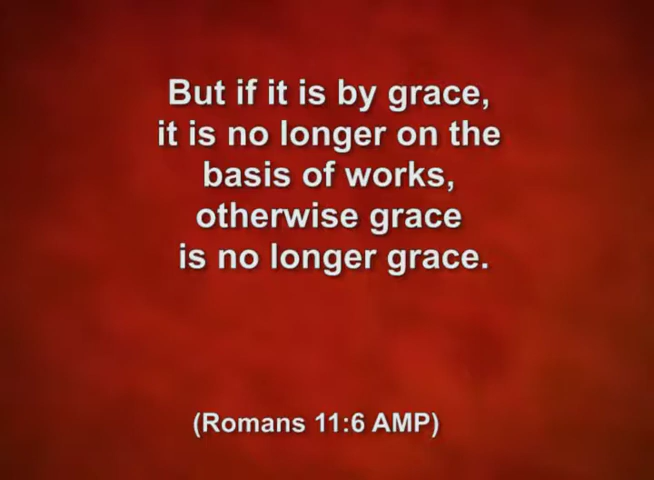 But if it is by grace,
it is no longer on the
basis of works,
otherwise grace
is no longer grace.
(Romans 11:6 AMP)